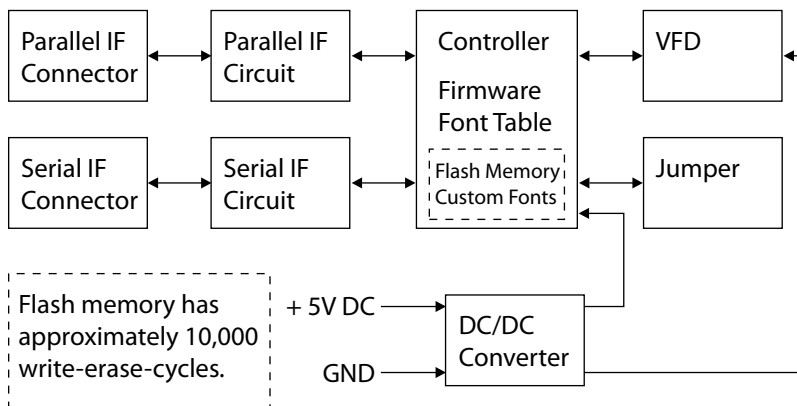 Parallel IF
Connector
Parallel IF
Circuit
Controller
Firmware
Font Table
Flash Memory
Custom Fonts
VFD
Serial IF
Connector
Serial IF
Circuit
Jumper
Flash memory has
approximately 10,000
write-erase-cycles.
+ 5V DC
GND
DC/DC
Converter